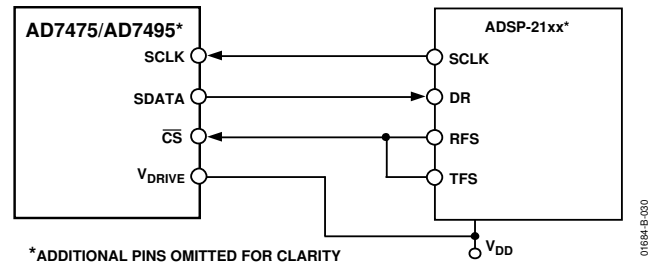 AD7475/AD7495*
SCLK
SDATA
CS
VDRIVE
ADSP-21xx*
SCLK
DR
RFS
TFS
VDD
*ADDITIONAL PINS OMITTED FOR CLARITY
01684-B-030